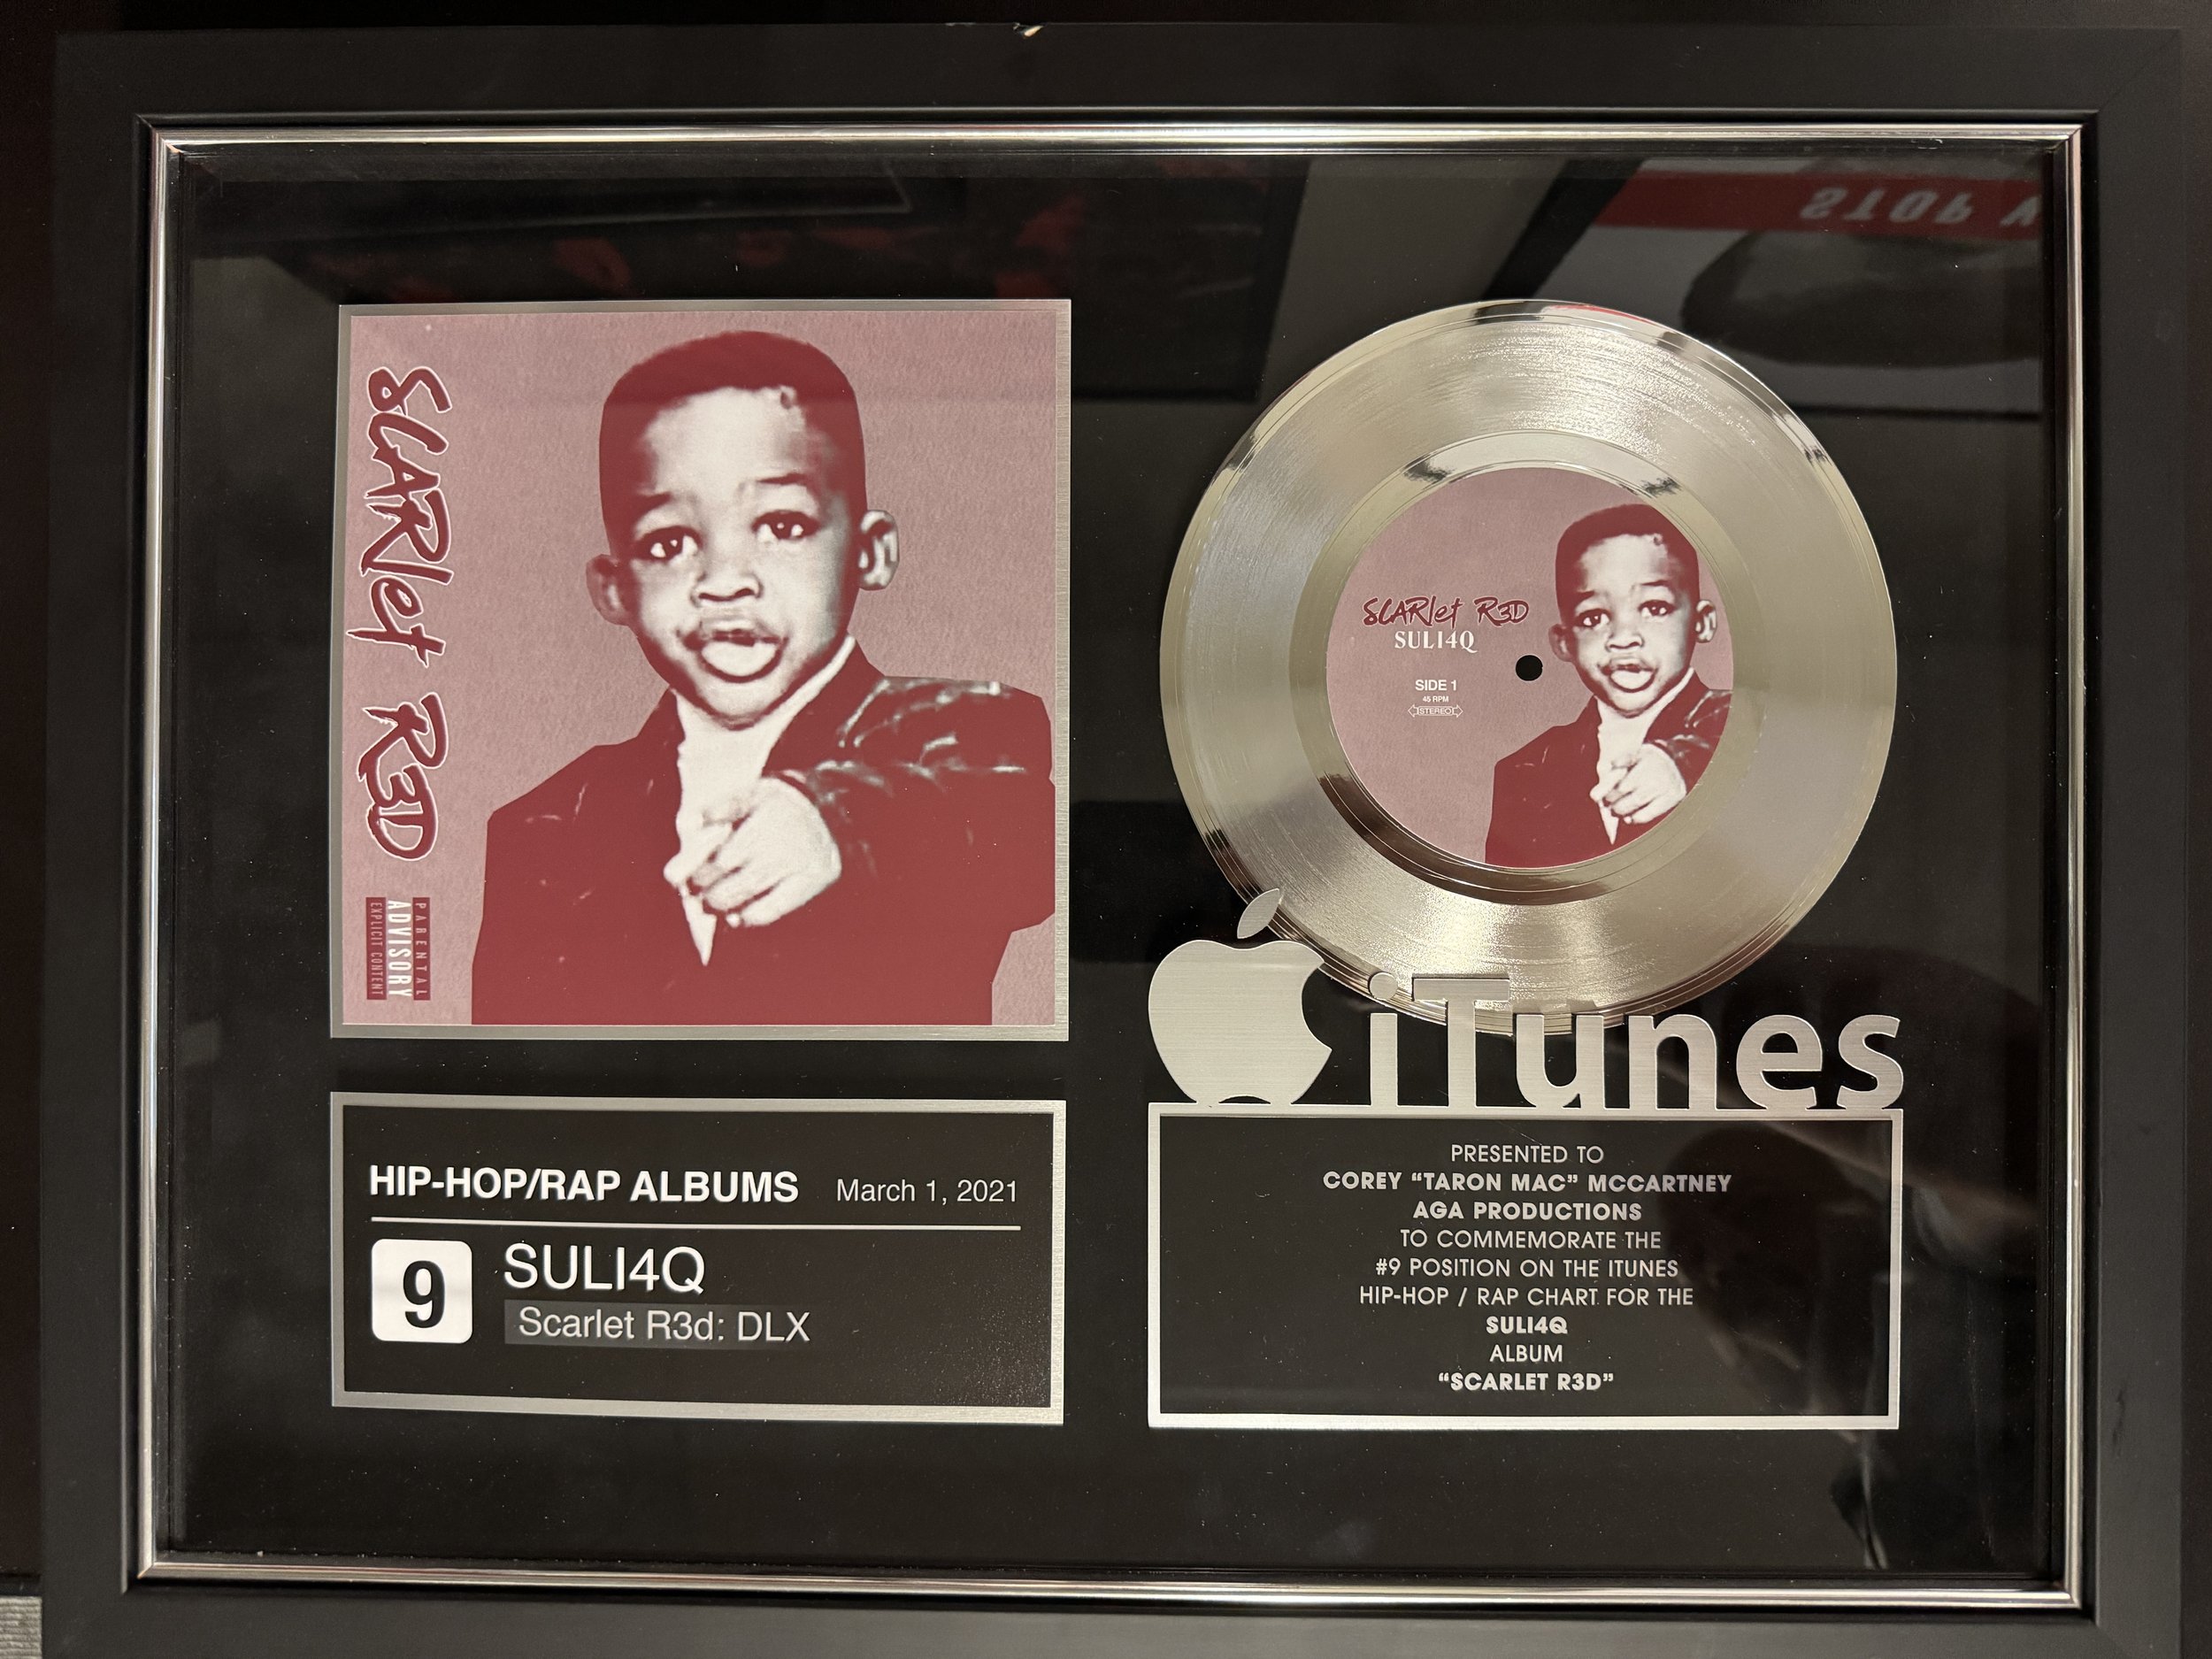 SCARlet R3D
PARENTAL
ADVISORY
EXPLICIT CONTENT
SCARlet R3D
SULI4Q
SIDE 1
45 RPM
STEREO
iTunes
HIP-HOP/RAP ALBUMS March 1, 2021
9 SULI4Q
Scarlet R3d: DLX
PRESENTED TO
COREY “TARON MAC” MCCARTNEY
AGA PRODUCTIONS
TO COMMEMORATE THE
#9 POSITION ON THE ITUNES
HIP-HOP / RAP CHART FOR THE
SULI4Q
ALBUM
“SCARLET R3D”
STOP